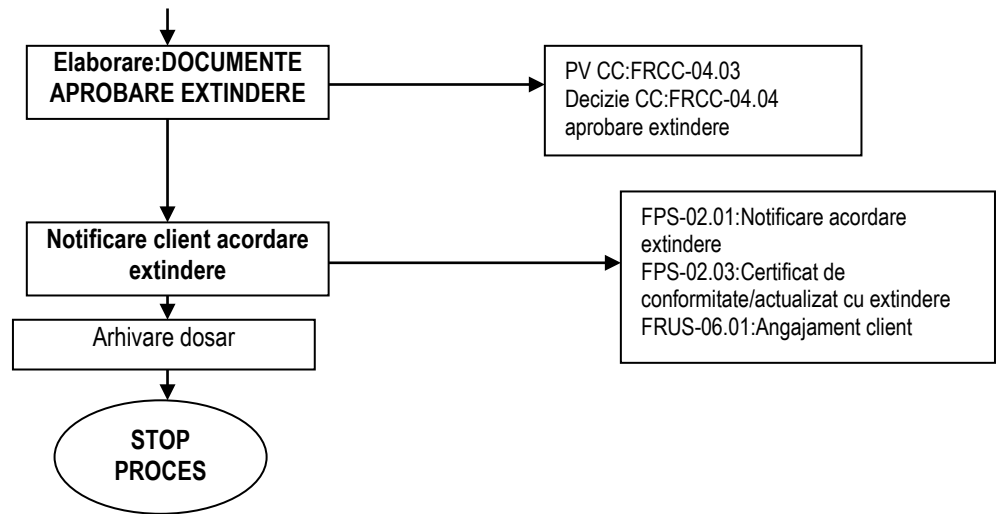 Elaborare:DOCUMENTE
APROBARE EXTINDERE
PV CC:FRCC-04.03
Decizie CC:FRCC-04.04
aprobare extindere
Notificare client acordare
extindere
FPS-02.01:Notificare acordare
extindere
FPS-02.03:Certificat de
conformitate/actualizat cu extindere
FRUS-06.01:Angajament client
Arhivare dosar
STOP
PROCES